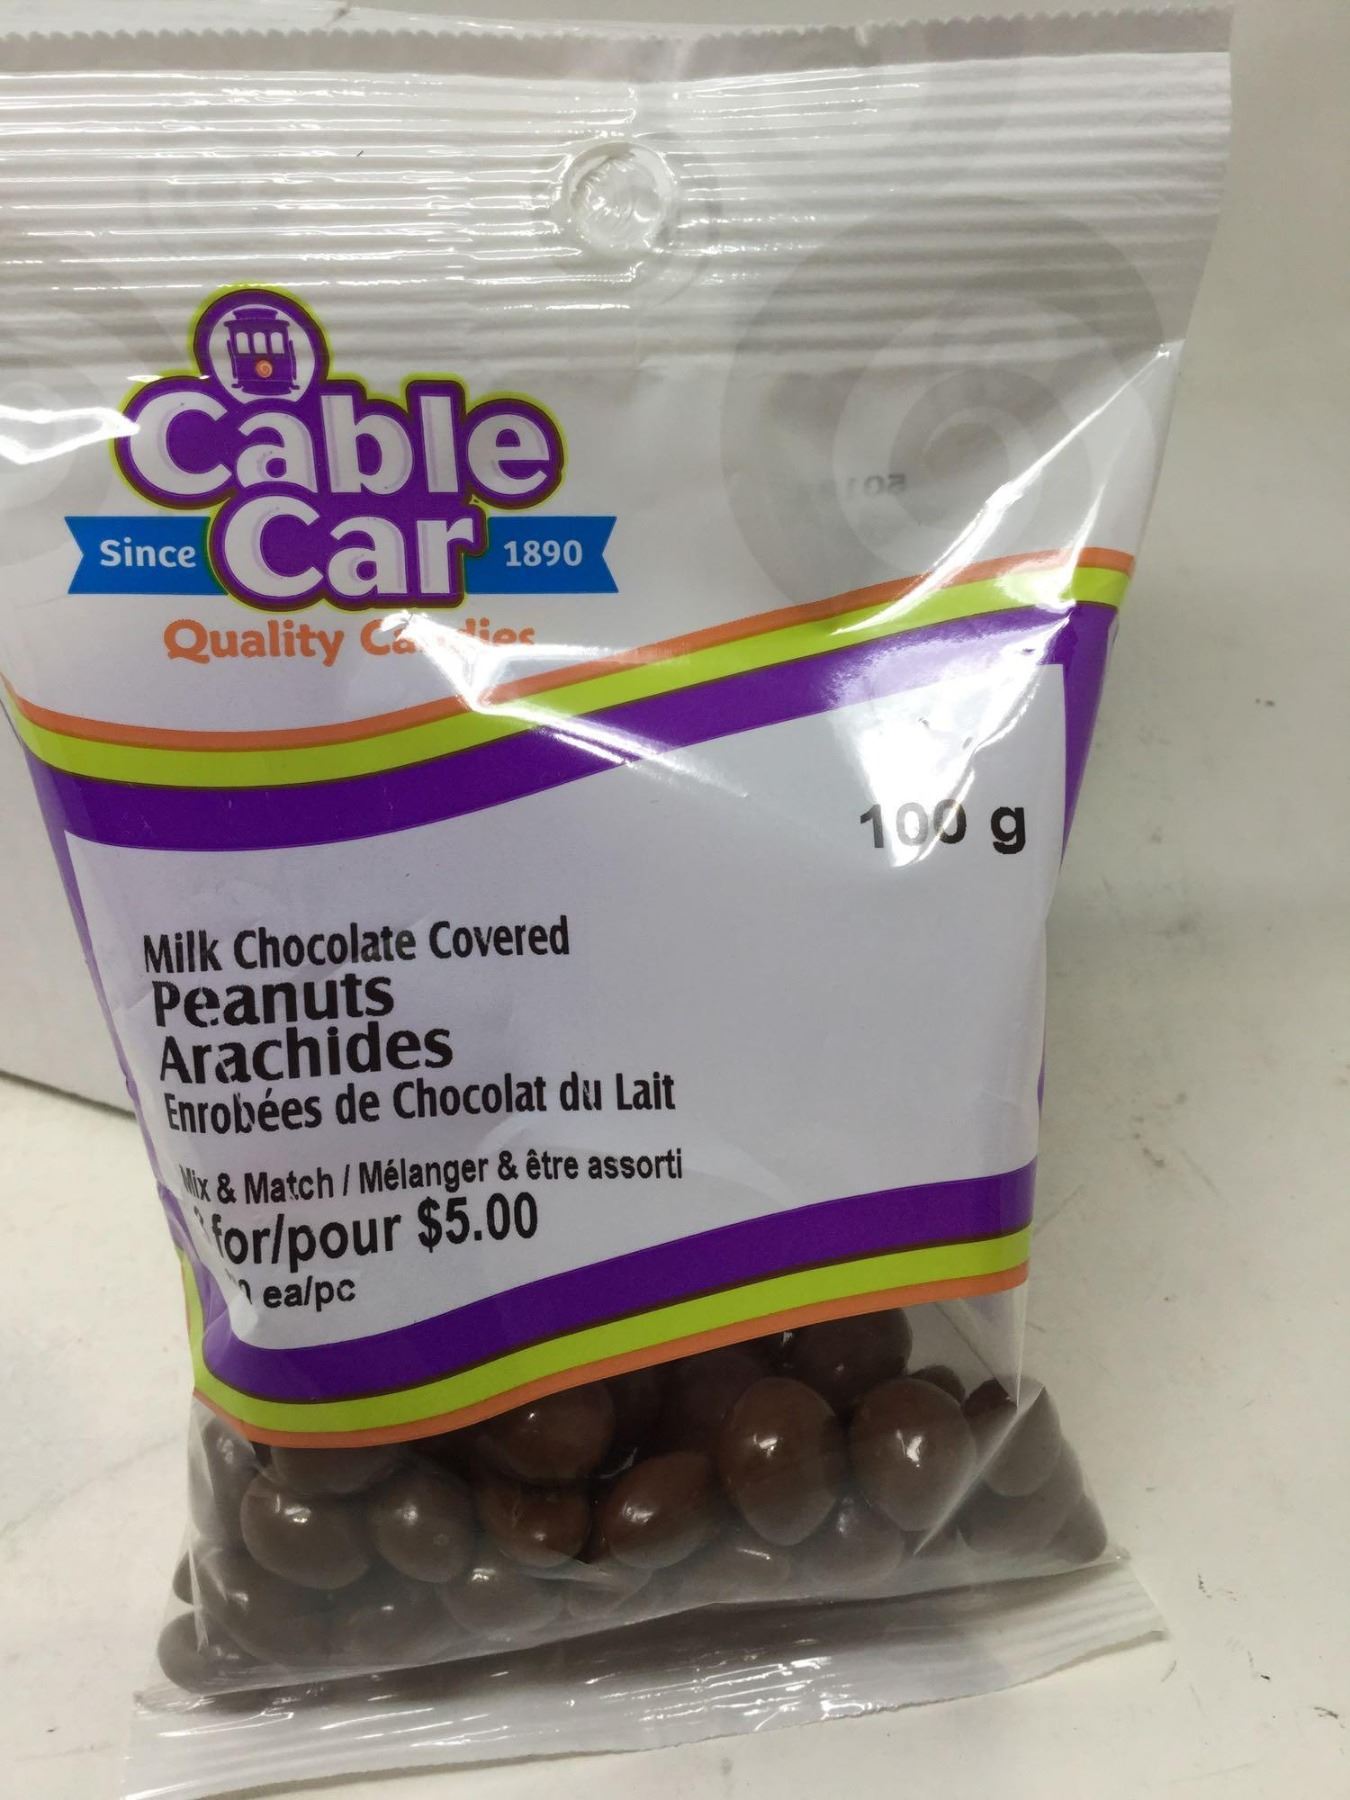 Cable
Car
Since 1890
Quality Candies
100 g
Milk Chocolate Covered
Peanuts
Arachides
Enrobées de Chocolat du Lait
Mix & Match / Mélanger & être assorti
for/pour $5.00
ea/pc